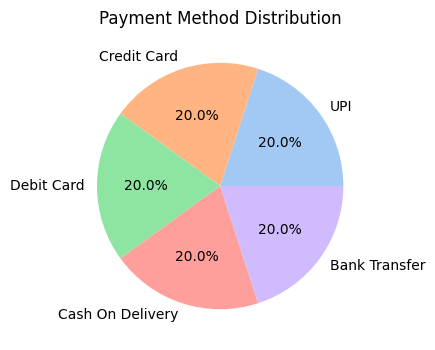 Payment Method Distribution
Credit Card
UPI
20.0%
20.0%
Debit Card
20.0%
20.0%
20.0%
Bank Transfer
Cash On Delivery